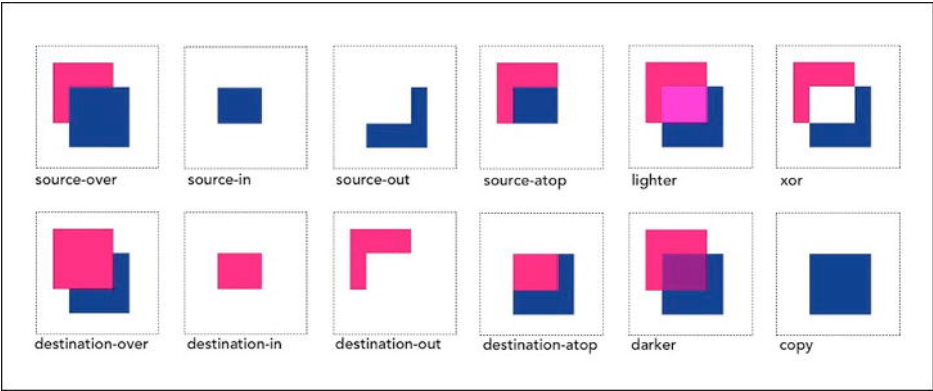 source-over
source-in
source-out
source-atop
lighter
xor
destination-over
destination-in
destination-out
destination-atop
darker
copy